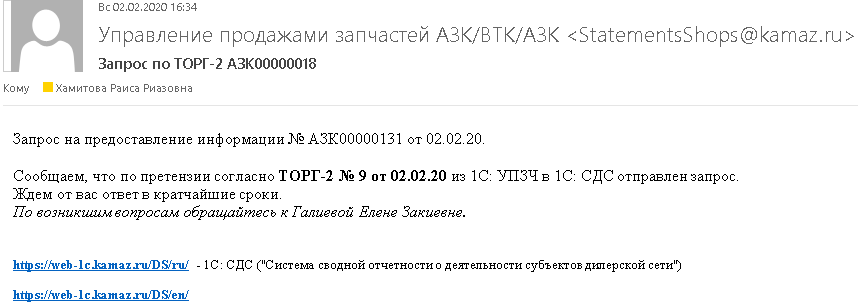 Вс 02.02.2020 16:34
Управление продажами запчастей АЗК/ВТК/АЗК <StatementsShops@kamaz.ru>
Запрос по ТОРГ-2 АЗК00000018
Кому Хамитова Раиса Риазовна
Запрос на предоставление информации № АЗК00000131 от 02.02.20.
Сообщаем, что по претензии согласно ТОРГ-2 № 9 от 02.02.20 из 1С: УПЗЧ в 1С: СДС отправлен запрос.
Ждем от вас ответ в кратчайшие сроки.
По возникшим вопросам обращайтесь к Галиевой Елене Закиевне.
https://web-1c.kamaz.ru/DS/ru/ - 1С: СДС ("Система сводной отчетности о деятельности субъектов дилерской сети")
https://web-1c.kamaz.ru/DS/en/